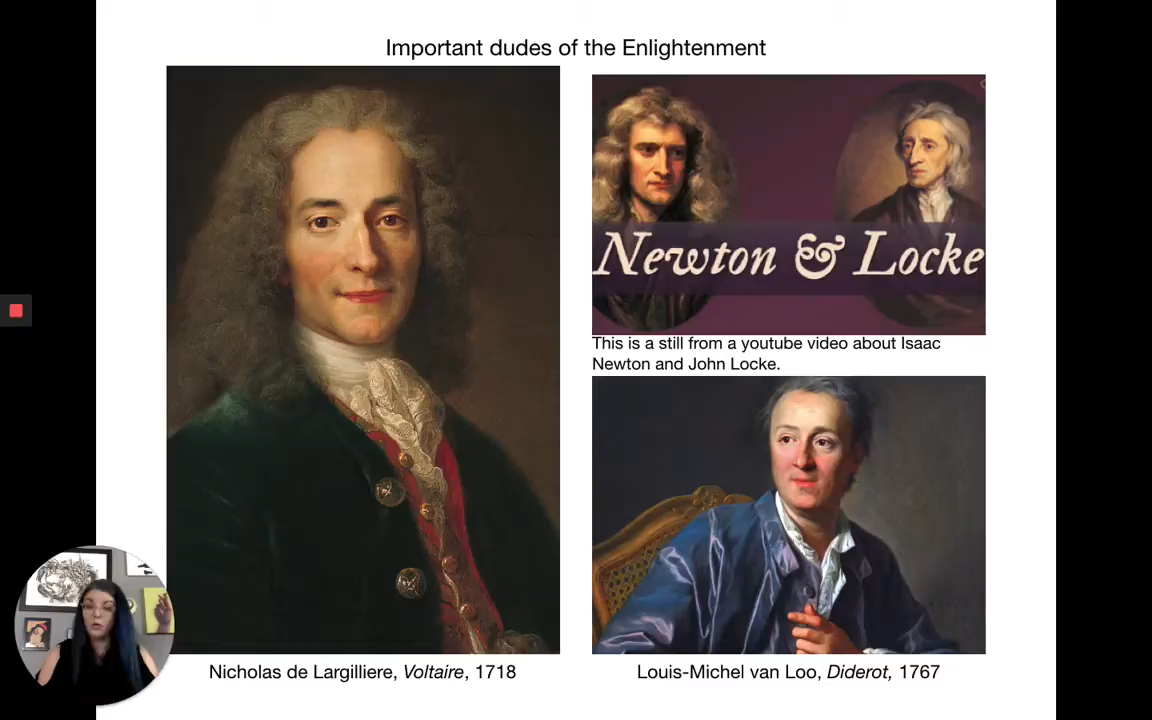 Important dudes of the Enlightenment
Newton & Locke
This is a still from a youtube video about Isaac
Newton and John Locke.
Nicholas de Largilliere, Voltaire, 1718
Louis-Michel van Loo, Diderot, 1767